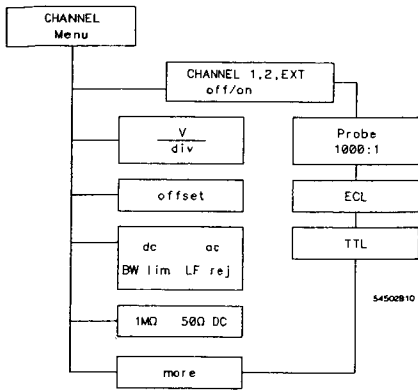 CHANNEL
Menu
CHANNEL 1,2,EXT
off/on
V
div
Probe
1000:1
offset
ECL
dc ac
TTL
BW lim LF rej
54502B10
1MΩ 50Ω DC
more